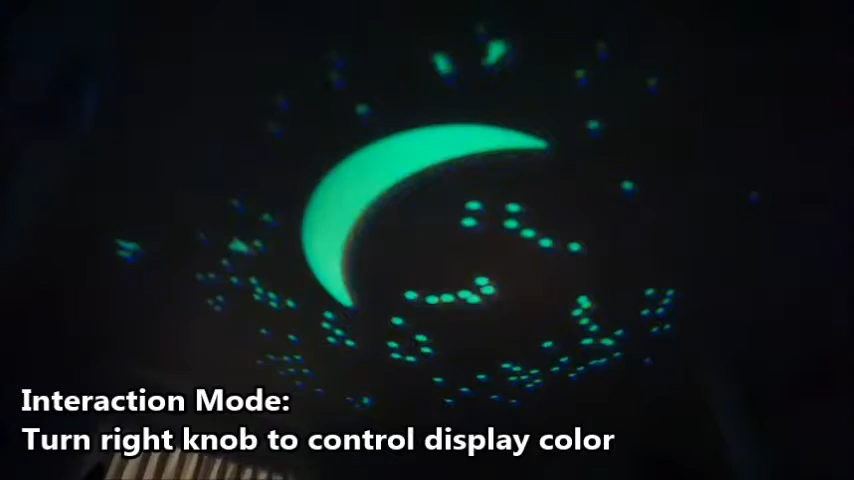 Interaction Mode:
Turn right knob to control display color